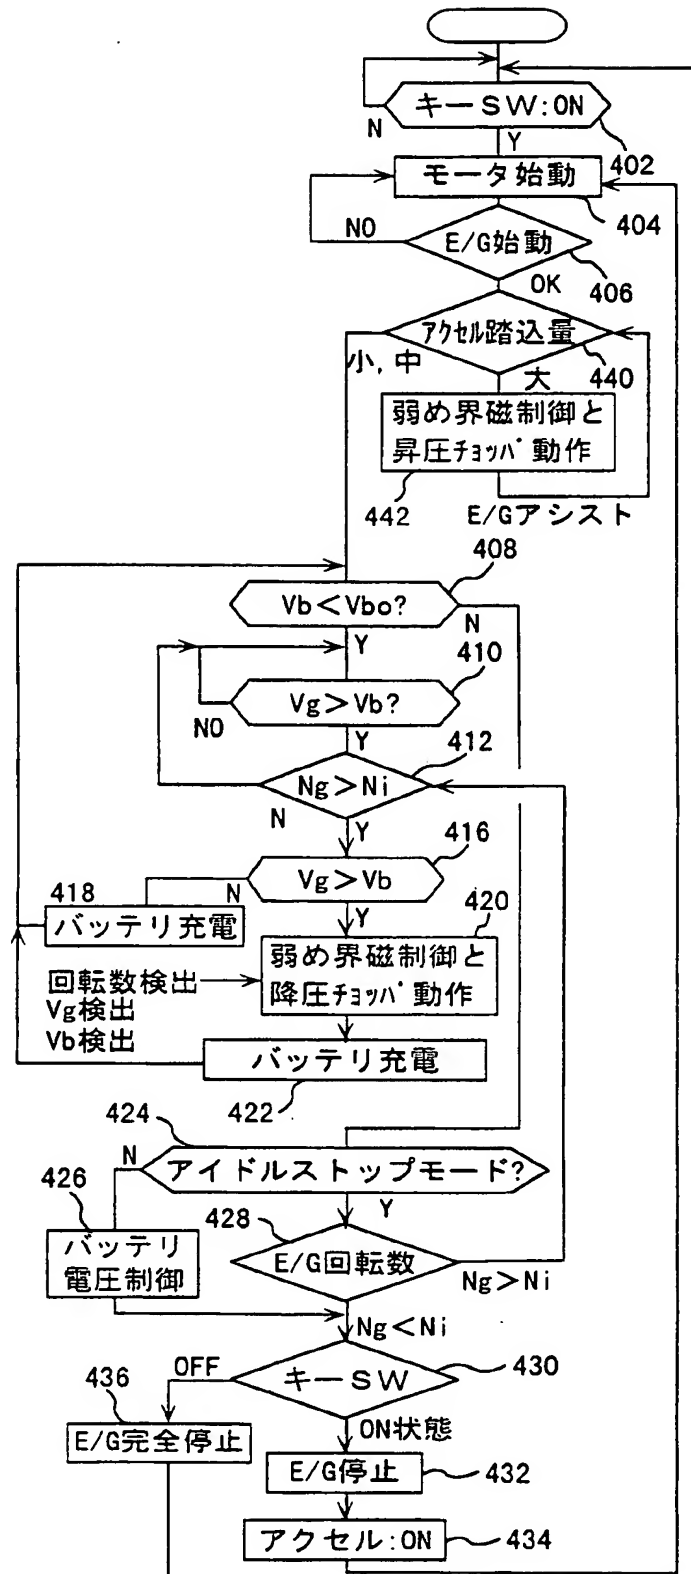 キーSW:ON
N
Y
402
モータ始動
404
NO
E/G始動
406
OK
アクセル踏込量
440
小, 中
大
弱め界磁制御と
昇圧チョッパ動作
442
E/Gアシスト
408
Vb<Vbo?
N
Y
410
Vg>Vb?
NO
Y
412
Ng>Ni
N
Y
416
Vg>Vb
418
N
Y
420
バッテリ充電
弱め界磁制御と
降圧チョッパ動作
回転数検出
Vg検出
Vb検出
バッテリ充電
422
424
アイドルストップモード?
N
Y
426
428
バッテリ
電圧制御
E/G回転数
Ng>Ni
Ng<Ni
430
OFF
キーSW
436
ON状態
E/G完全停止
E/G停止
432
アクセル:ON
434